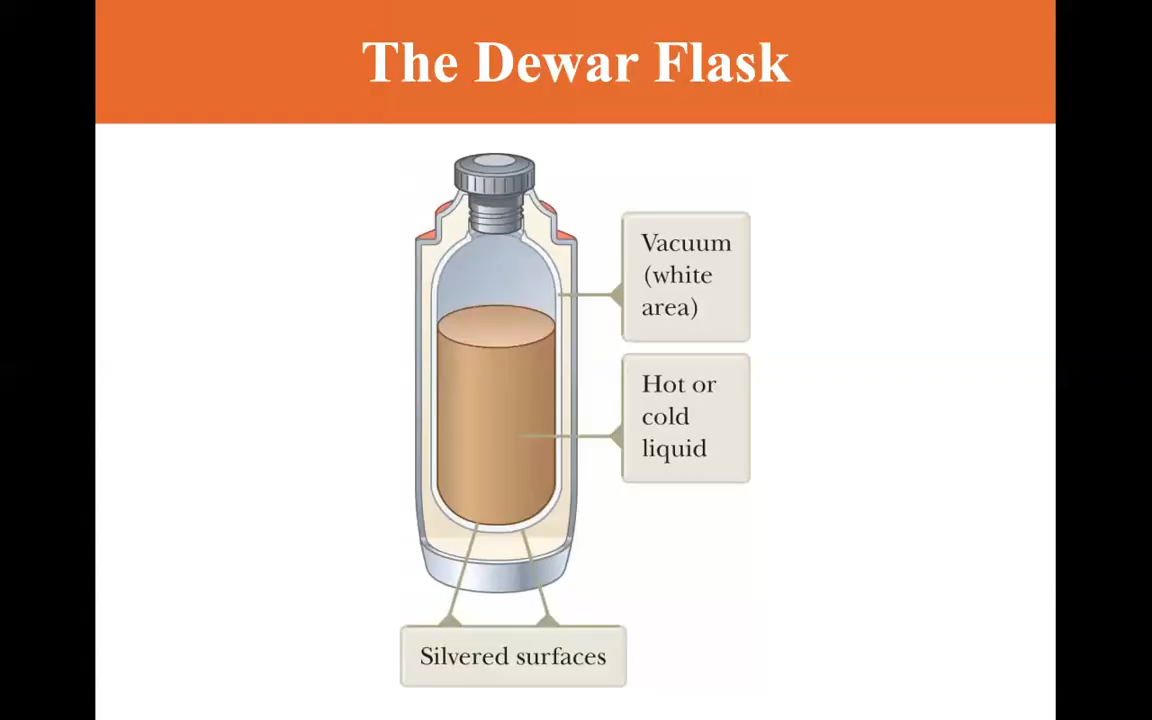 The Dewar Flask
Vacuum
(white
area)
Hot or
cold
liquid
Silvered surfaces